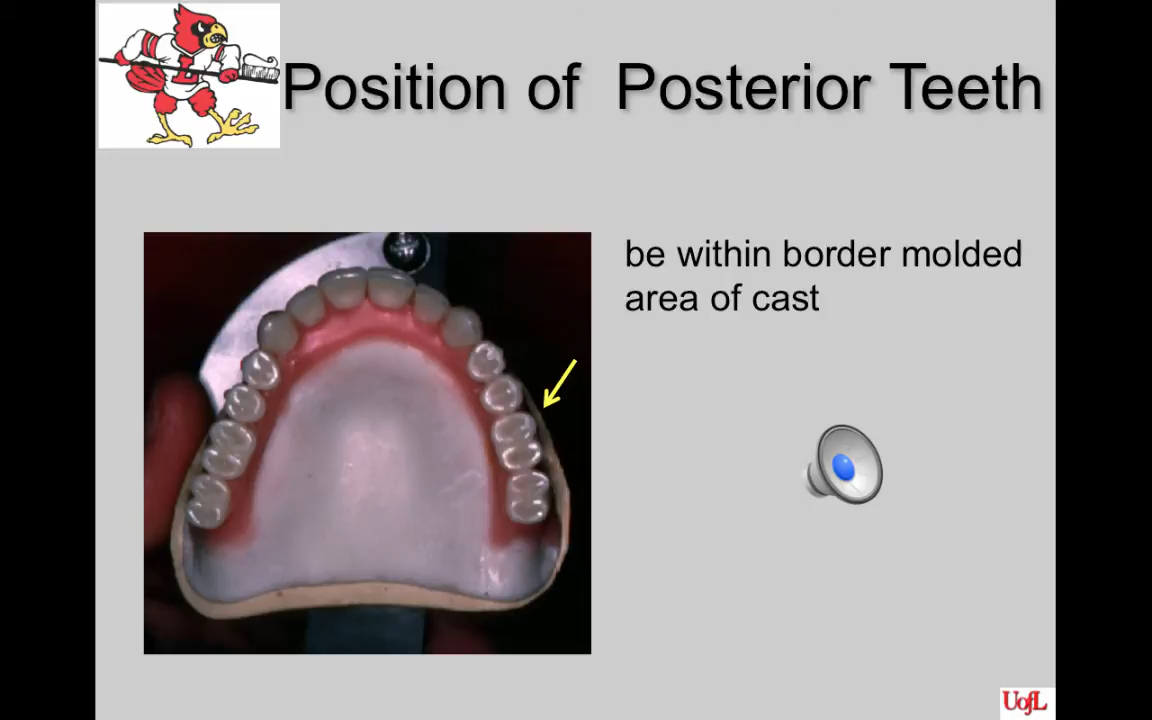 Position of Posterior Teeth
be within border molded
area of cast
UofL